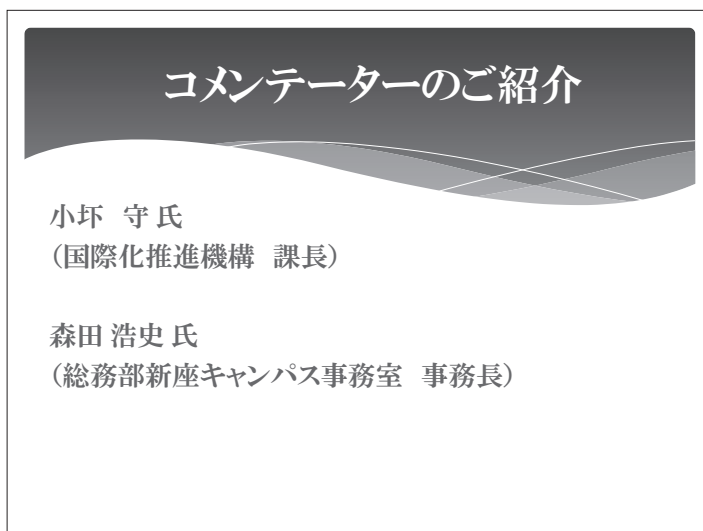 コメンテーターのご紹介
小圷　守 氏
（国際化推進機構　課長）
森田 浩史 氏
（総務部新座キャンパス事務室　事務長）